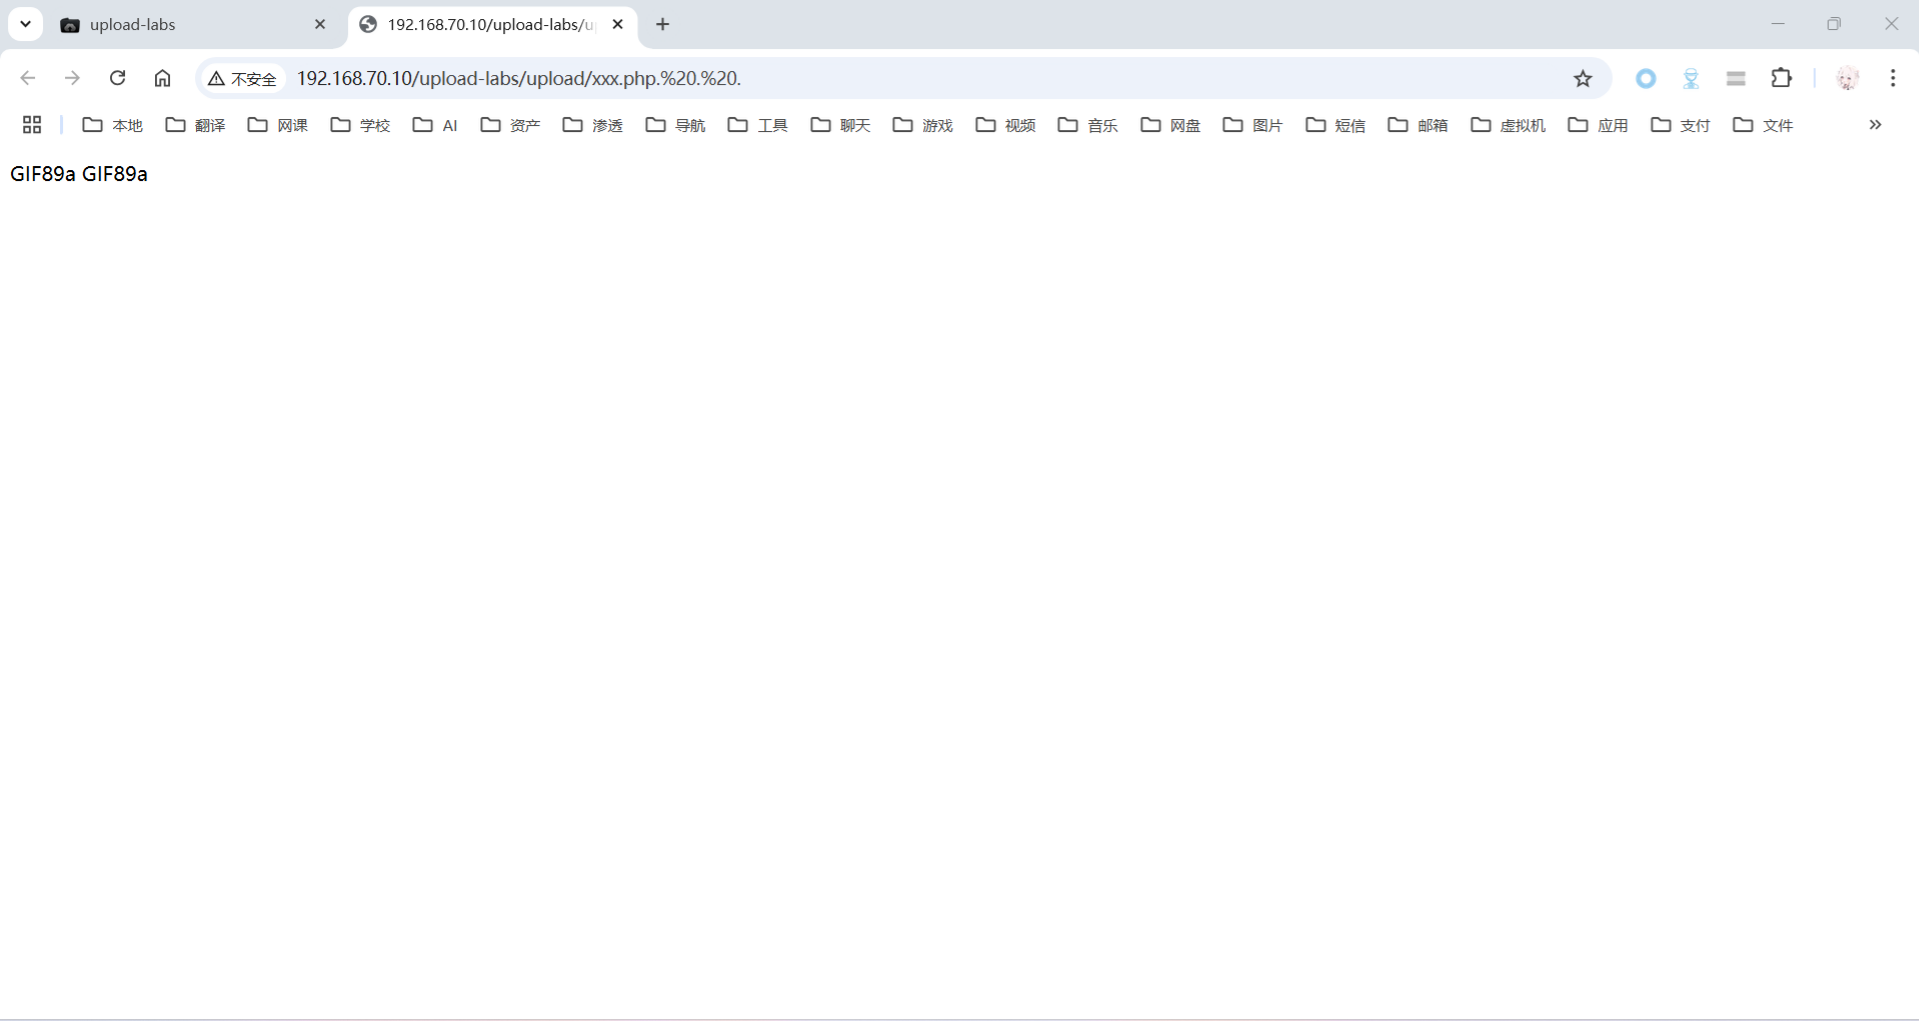 upload-labs
192.168.70.10/upload-labs/u
不安全
192.168.70.10/upload-labs/upload/xxx.php.%20.%20.
本地 翻译 网课 学校 AI 资产 渗透 导航 工具 聊天 游戏 视频 音乐 网盘 图片 短信 邮箱 虚拟机 应用 支付 文件
GIF89a GIF89a